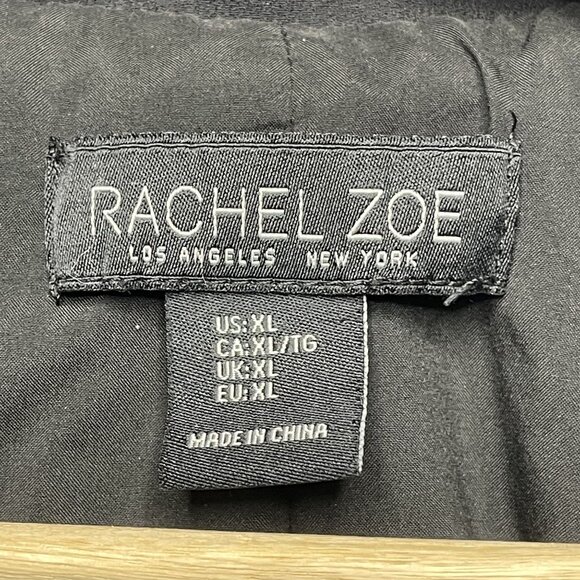 RACHEL ZOE
LOS ANGELES NEW YORK
US: XL
CA: XL/TG
UK: XL
EU: XL
MADE IN CHINA